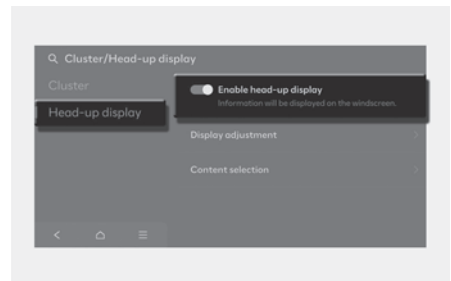 Cluster/Head-up display
Cluster
Head-up display
Enable head-up display
Information will be displayed on the windscreen.
Display adjustment
Content selection